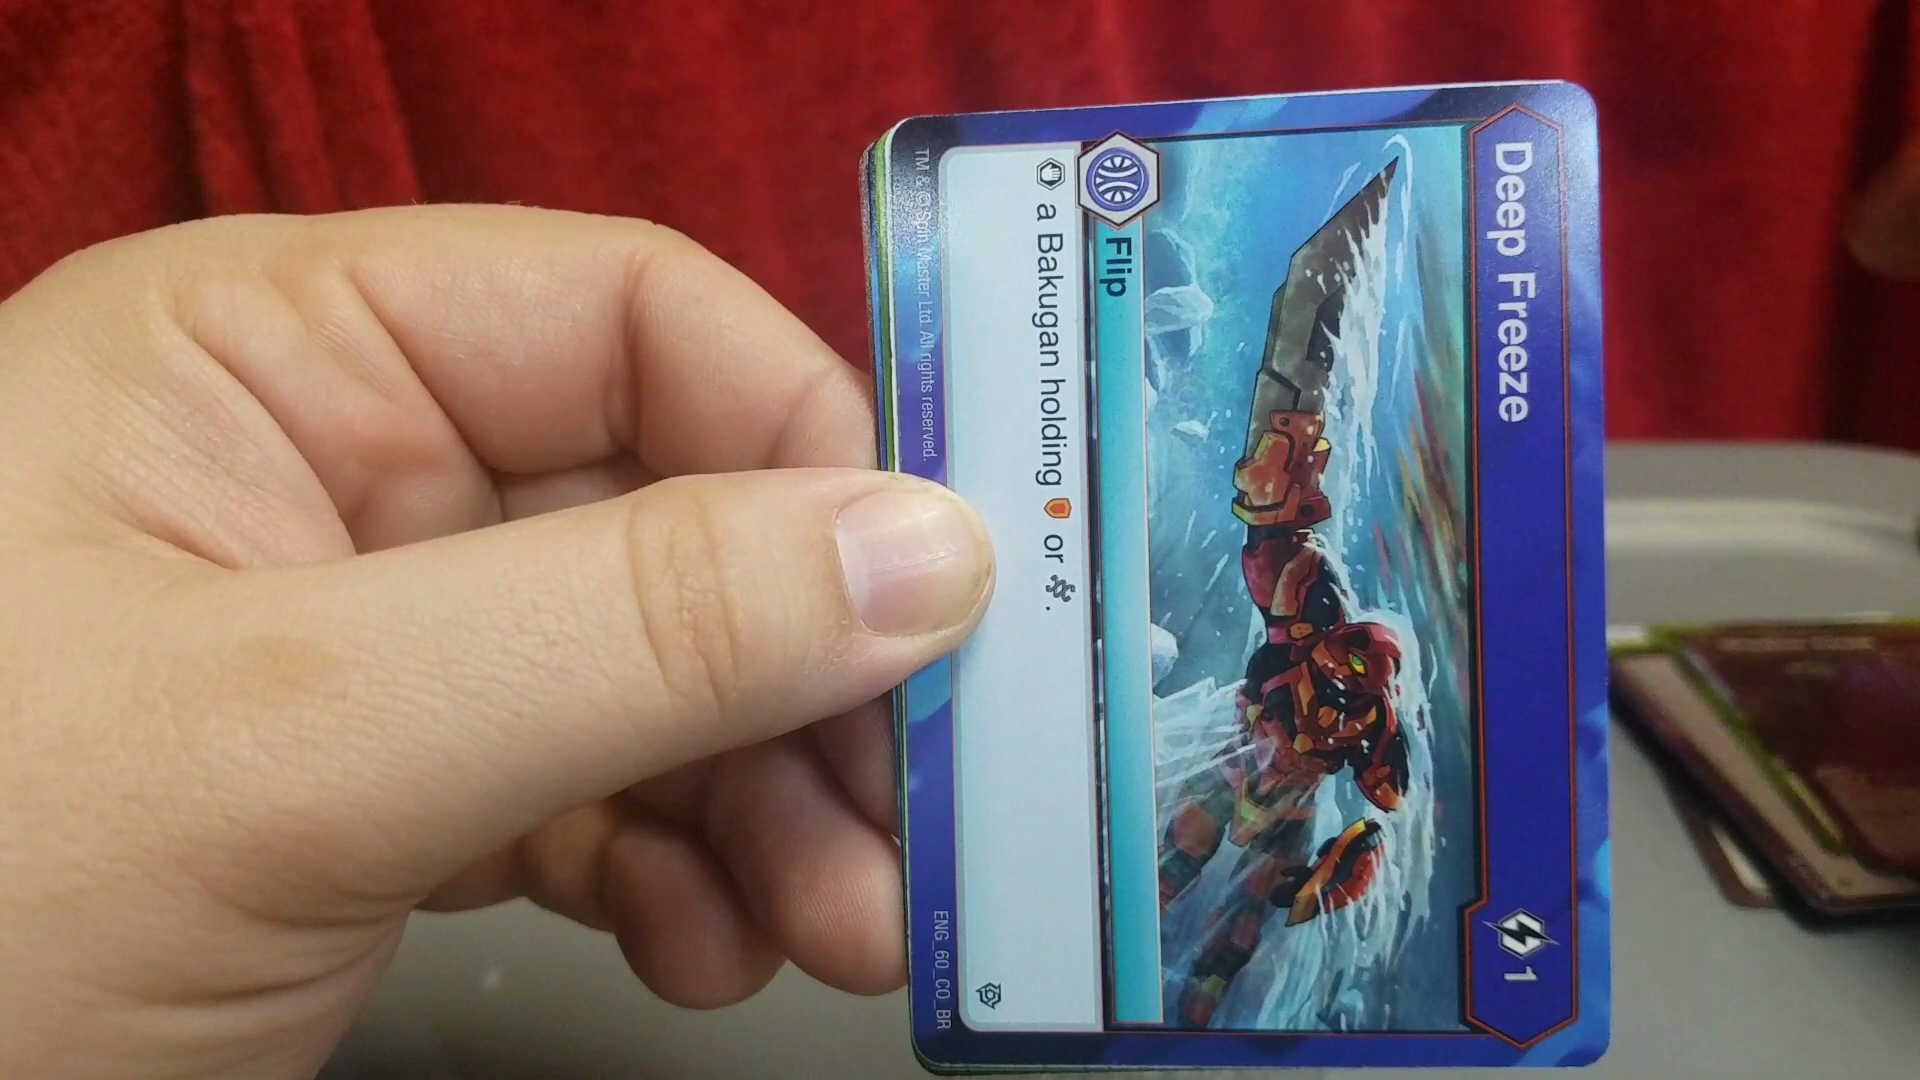 Deep Freeze
1
Flip
a Bakugan holding or .
TM & © Spin Master Ltd. All rights reserved.
ENG_60_CO_BR